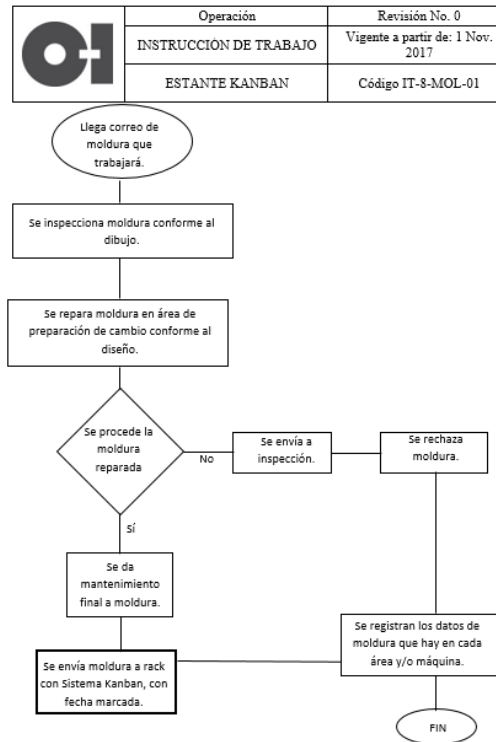 Operación
Revisión No. 0
INSTRUCCIÓN DE TRABAJO
Vigente a partir de: 1 Nov.
2017
ESTANTE KANBAN
Código IT-8-MOL-01
Llega correo de
moldura que
trabajará.
Se inspecciona moldura conforme al
dibujo.
Se repara moldura en área de
preparación de cambio conforme al
diseño.
Se procede la
moldura
reparada
No
Se envía a
inspección.
Se rechaza
moldura.
Sí
Se da
mantenimiento
final a moldura.
Se registran los datos de
moldura que hay en cada
área y/o máquina.
Se envía moldura a rack
con Sistema Kanban, con
fecha marcada.
FIN